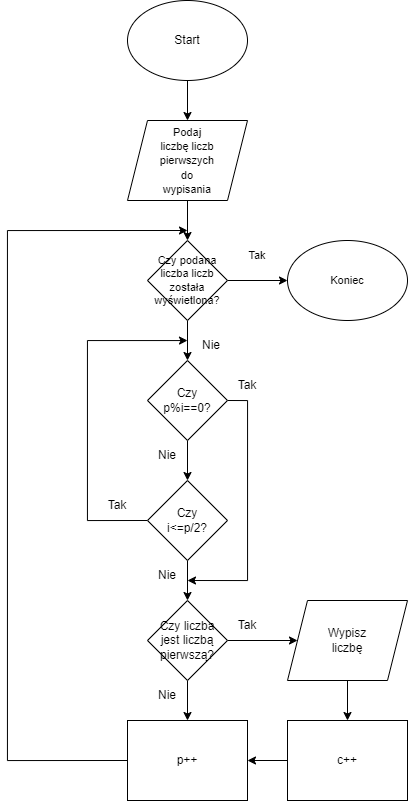 Start
Podaj
liczbę liczb
pierwszych
do
wypisania
Czy podana
liczba liczb
została
wyświetlona?
Tak
Koniec
Nie
Czy
p%i==0?
Tak
Nie
Czy
i<=p/2?
Tak
Nie
Czy liczba
jest liczbą
pierwszą?
Tak
Wypisz
liczbę
Nie
p++
c++